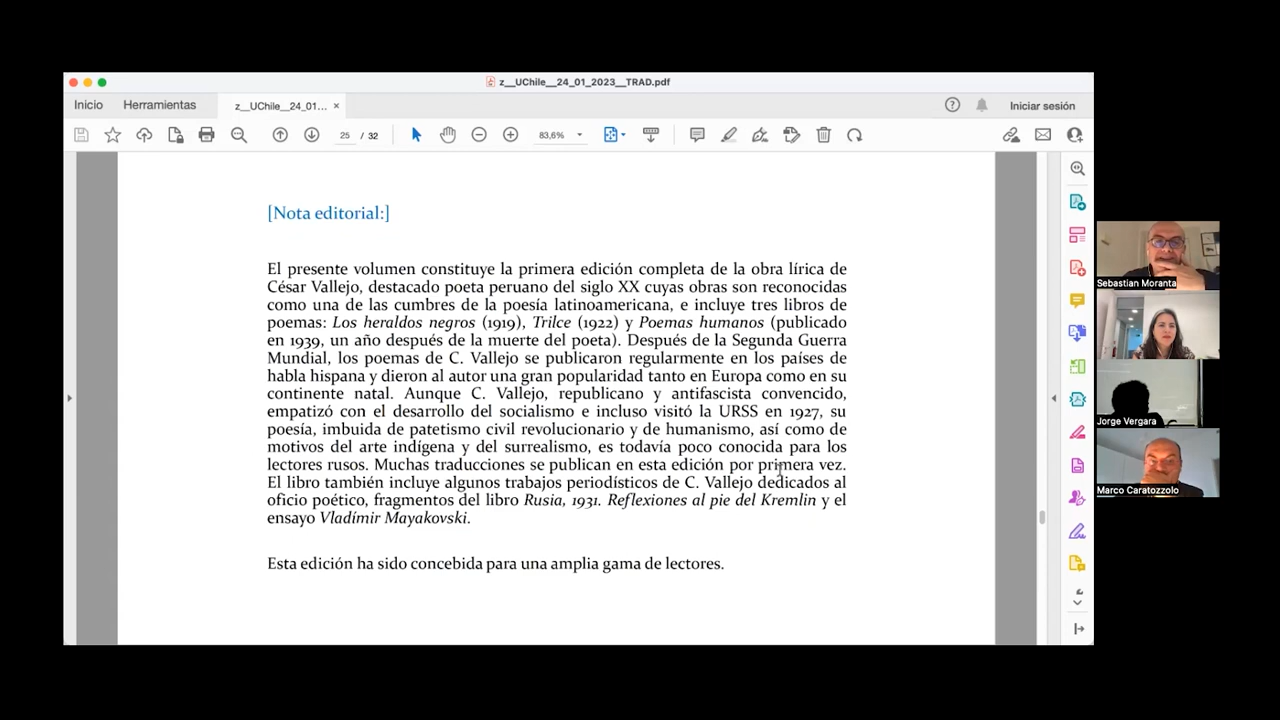 z__UChile__24_01_2023__TRAD.pdf
Inicio
Herramientas
z__UChile__24_01...
Iniciar sesión
25 / 32
83,6%
[Nota editorial:]
El presente volumen constituye la primera edición completa de la obra lírica de
César Vallejo, destacado poeta peruano del siglo XX cuyas obras son reconocidas
como una de las cumbres de la poesía latinoamericana, e incluye tres libros de
poemas: Los heraldos negros (1919), Trilce (1922) y Poemas humanos (publicado
en 1939, un año después de la muerte del poeta). Después de la Segunda Guerra
Mundial, los poemas de C. Vallejo se publicaron regularmente en los países de
habla hispana y dieron al autor una gran popularidad tanto en Europa como en su
continente natal. Aunque C. Vallejo, republicano y antifascista convencido,
empatizó con el desarrollo del socialismo e incluso visitó la URSS en 1927, su
poesía, imbuida de patetismo civil revolucionario y de humanismo, así como de
motivos del arte indígena y del surrealismo, es todavía poco conocida para los
lectores rusos. Muchas traducciones se publican en esta edición por primera vez.
El libro también incluye algunos trabajos periodísticos de C. Vallejo dedicados al
oficio poético, fragmentos del libro Rusia, 1931. Reflexiones al pie del Kremlin y el
ensayo Vladímir Mayakovski.
Esta edición ha sido concebida para una amplia gama de lectores.
Sebastian Moranta
Jorge Vergara
Marco Caratozzolo